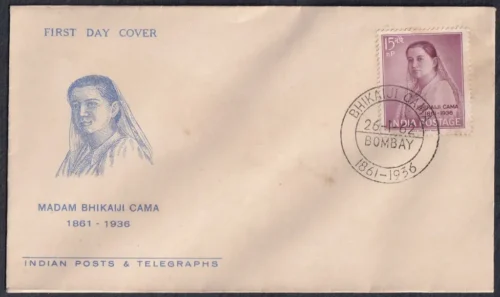 FIRST DAY COVER
MADAM BHIKAIJI CAMA
1861 - 1936
INDIAN POSTS & TELEGRAPHS
15
nP
BHIKAIJI CAMA
1861-1936
INDIA POSTAGE
BHIKAIJI CAMA
26-1-62
BOMBAY
1861-1936